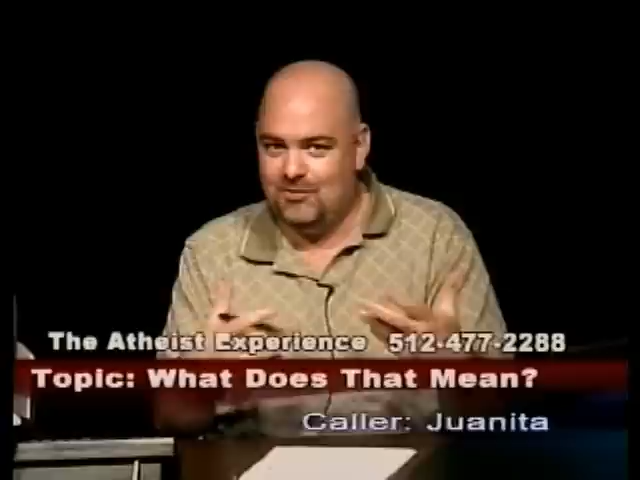 The Atheist Experience 512-477-2288
Topic: What Does That Mean?
Caller: Juanita